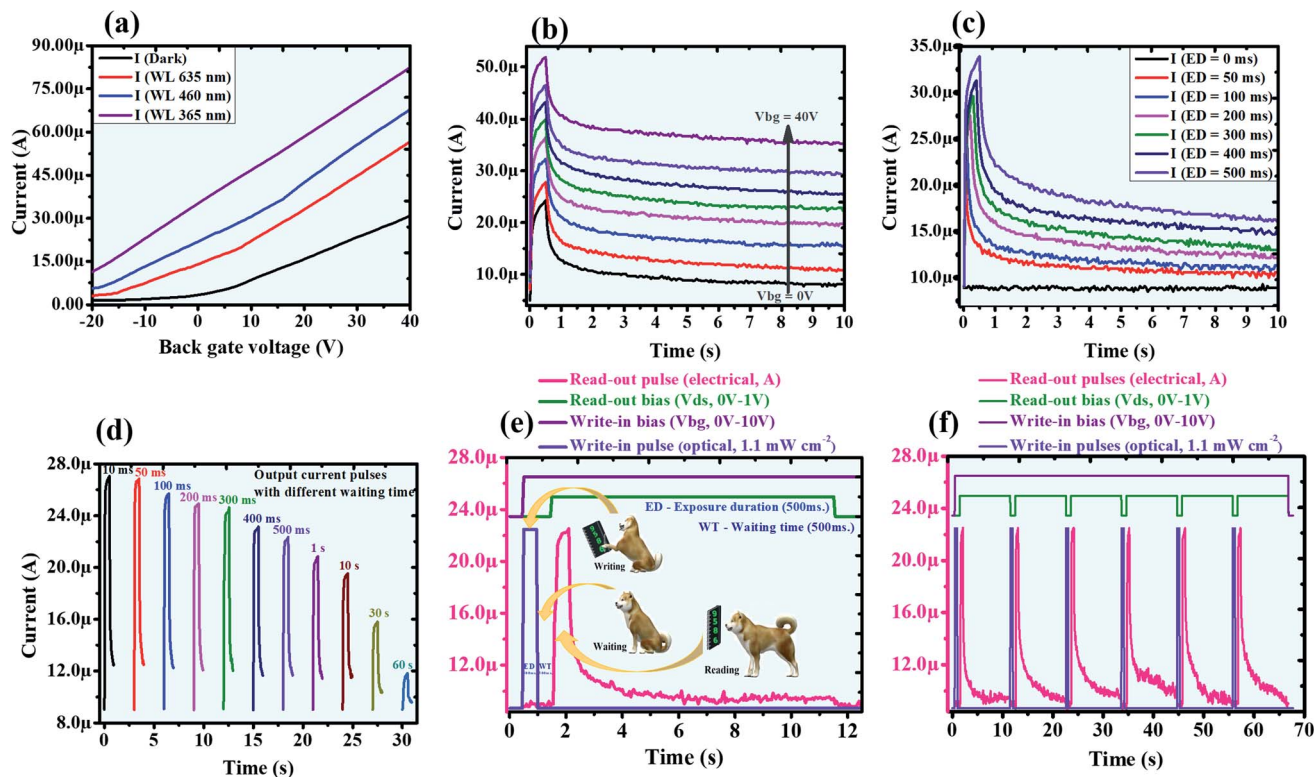 (a)
90.00μ
75.00μ
60.00μ
45.00μ
30.00μ
15.00μ
0.00
Current (A)
I (Dark)
I (WL 635 nm)
I (WL 460 nm)
I (WL 365 nm)
-20 -10 0 10 20 30 40
Back gate voltage (V)
(b)
50.0μ
40.0μ
30.0μ
20.0μ
10.0μ
Current (A)
Vbg = 40V
Vbg = 0V
0 1 2 3 4 5 6 7 8 9 10
Time (s)
(c)
35.0μ
30.0μ
25.0μ
20.0μ
15.0μ
10.0μ
Current (A)
I (ED = 0 ms)
I (ED = 50 ms)
I (ED = 100 ms)
I (ED = 200 ms)
I (ED = 300 ms)
I (ED = 400 ms)
I (ED = 500 ms)
0 1 2 3 4 5 6 7 8 9 10
Time (s)
(d)
28.0μ
24.0μ
20.0μ
16.0μ
12.0μ
8.0μ
Current (A)
Output current pulses
with different waiting time
10 ms
50 ms
100 ms
200 ms
300 ms
400 ms
500 ms
1 s
10 s
30 s
60 s
0 5 10 15 20 25 30
Time (s)
Read-out pulse (electrical, A)
Read-out bias (Vds, 0V-1V)
Write-in bias (Vbg, 0V-10V)
Write-in pulse (optical, 1.1 mW cm⁻²)
(e)
28.0μ
24.0μ
20.0μ
16.0μ
12.0μ
ED - Exposure duration (500ms.)
WT - Waiting time (500ms.)
Writing
Waiting
Reading
9586
ED WT
0 2 4 6 8 10 12
Time (s)
Read-out pulses (electrical, A)
Read-out bias (Vds, 0V-1V)
Write-in bias (Vbg, 0V-10V)
Write-in pulses (optical, 1.1 mW cm⁻²)
(f)
28.0μ
24.0μ
20.0μ
16.0μ
12.0μ
0 10 20 30 40 50 60 70
Time (s)